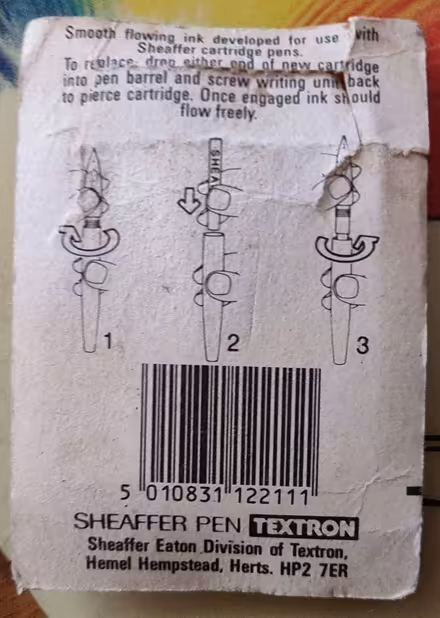 Smooth flowing ink developed for use with
Sheaffer cartridge pens.
To replace, drop either end of new cartridge
into pen barrel and screw writing unit back
to pierce cartridge. Once engaged ink should
flow freely.
SHEA
1 2 3
5 010831 122111
SHEAFFER PEN TEXTRON
Sheaffer Eaton Division of Textron,
Hemel Hempstead, Herts. HP2 7ER